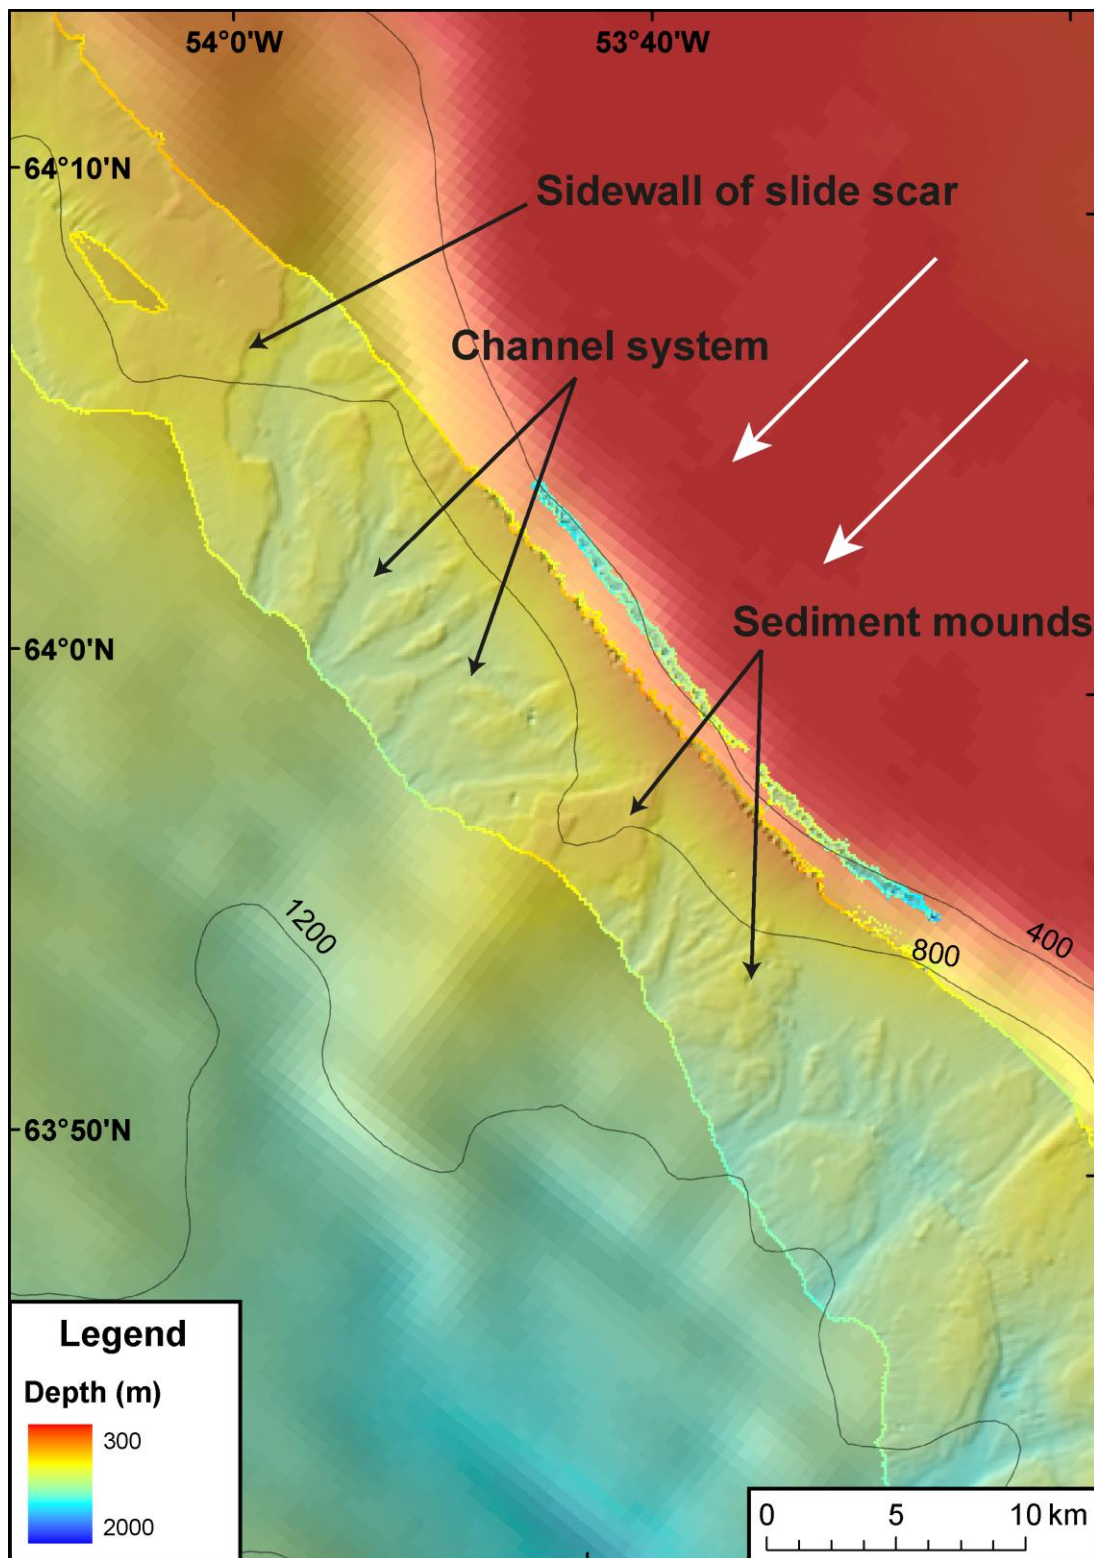 54°0'W
53°40'W
64°10'N
Sidewall of slide scar
Channel system
64°0'N
Sediment mounds
1200
800
400
63°50'N
Legend
Depth (m)
300
2000
0 5 10 km